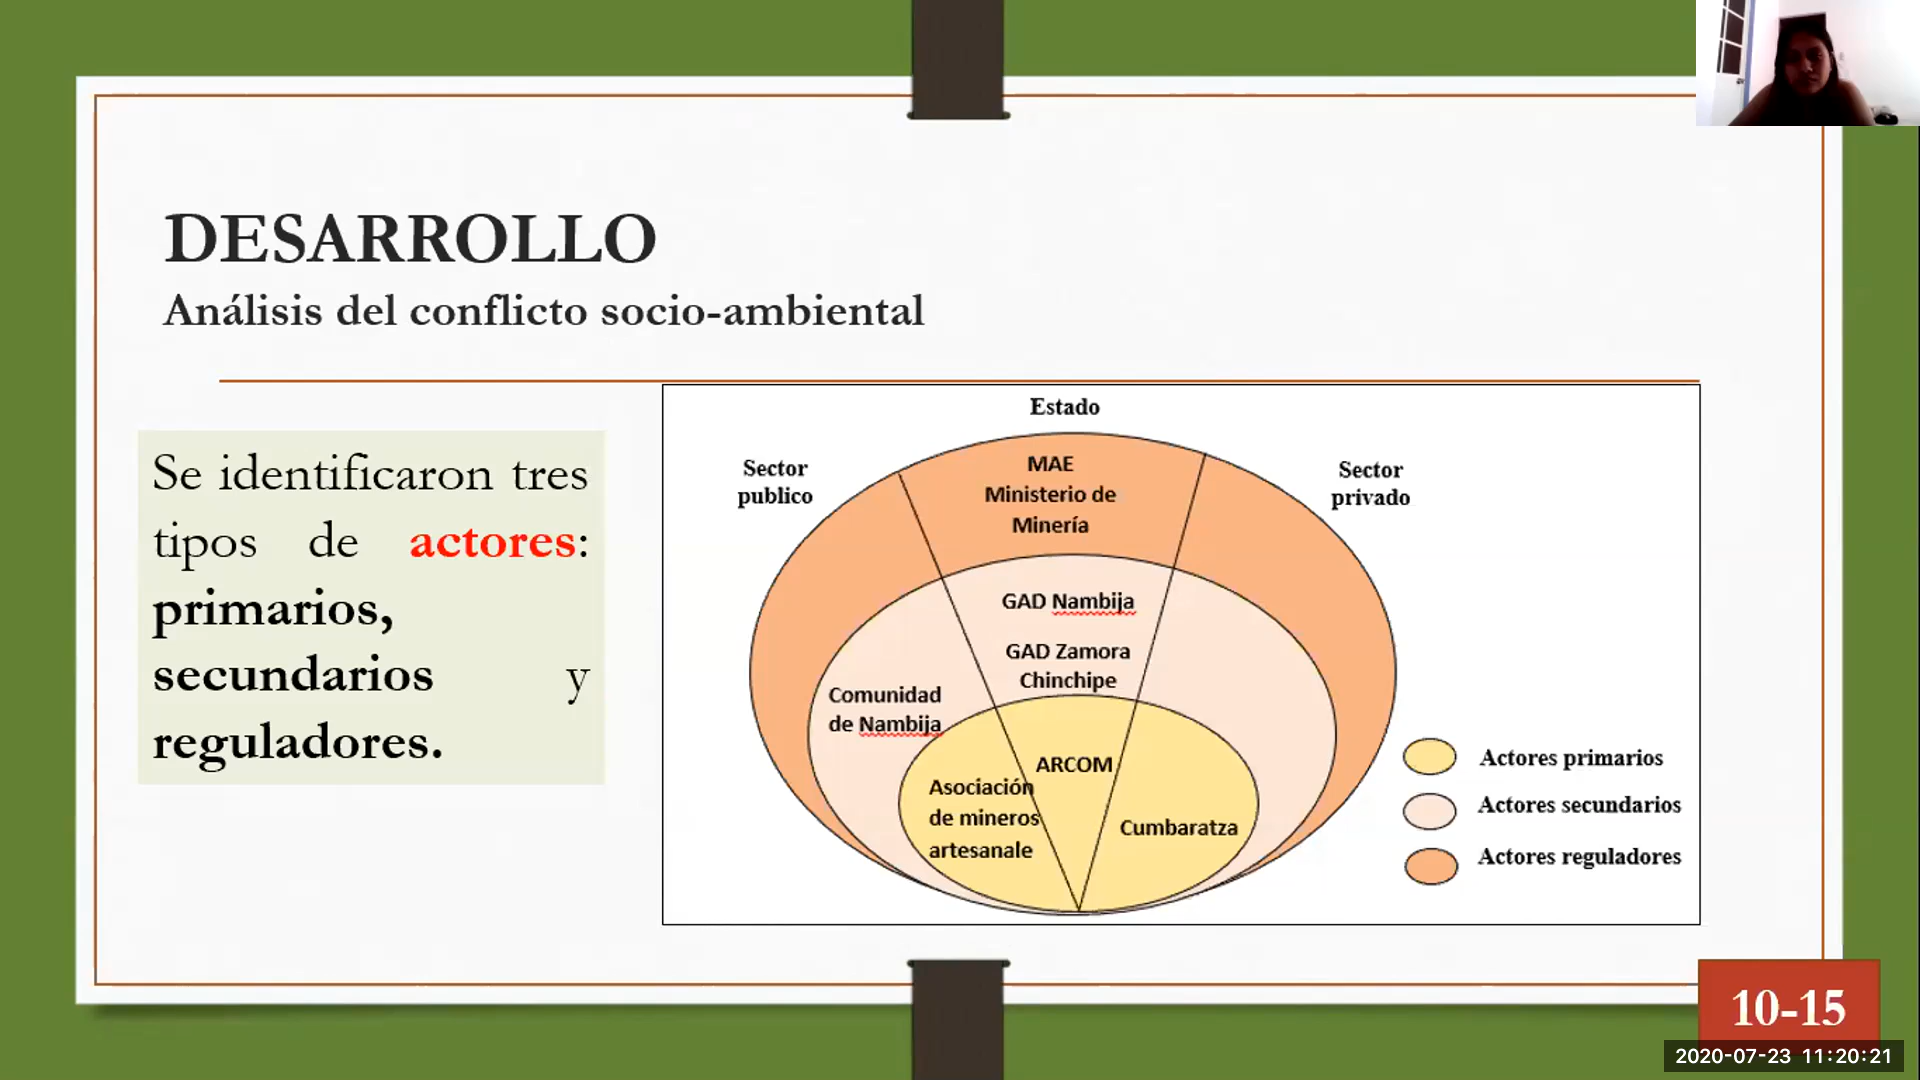 DESARROLLO
Análisis del conflicto socio-ambiental
Se identificaron tres
tipos de actores:
primarios,
secundarios y
reguladores.
Estado
Sector
publico
MAE
Ministerio de
Minería
Sector
privado
GAD Nambija
GAD Zamora
Chinchipe
Comunidad
de Nambija
ARCOM
Asociación
de mineros
artesanale
Cumbaratza
Actores primarios
Actores secundarios
Actores reguladores
10-15
2020-07-23 11:20:21